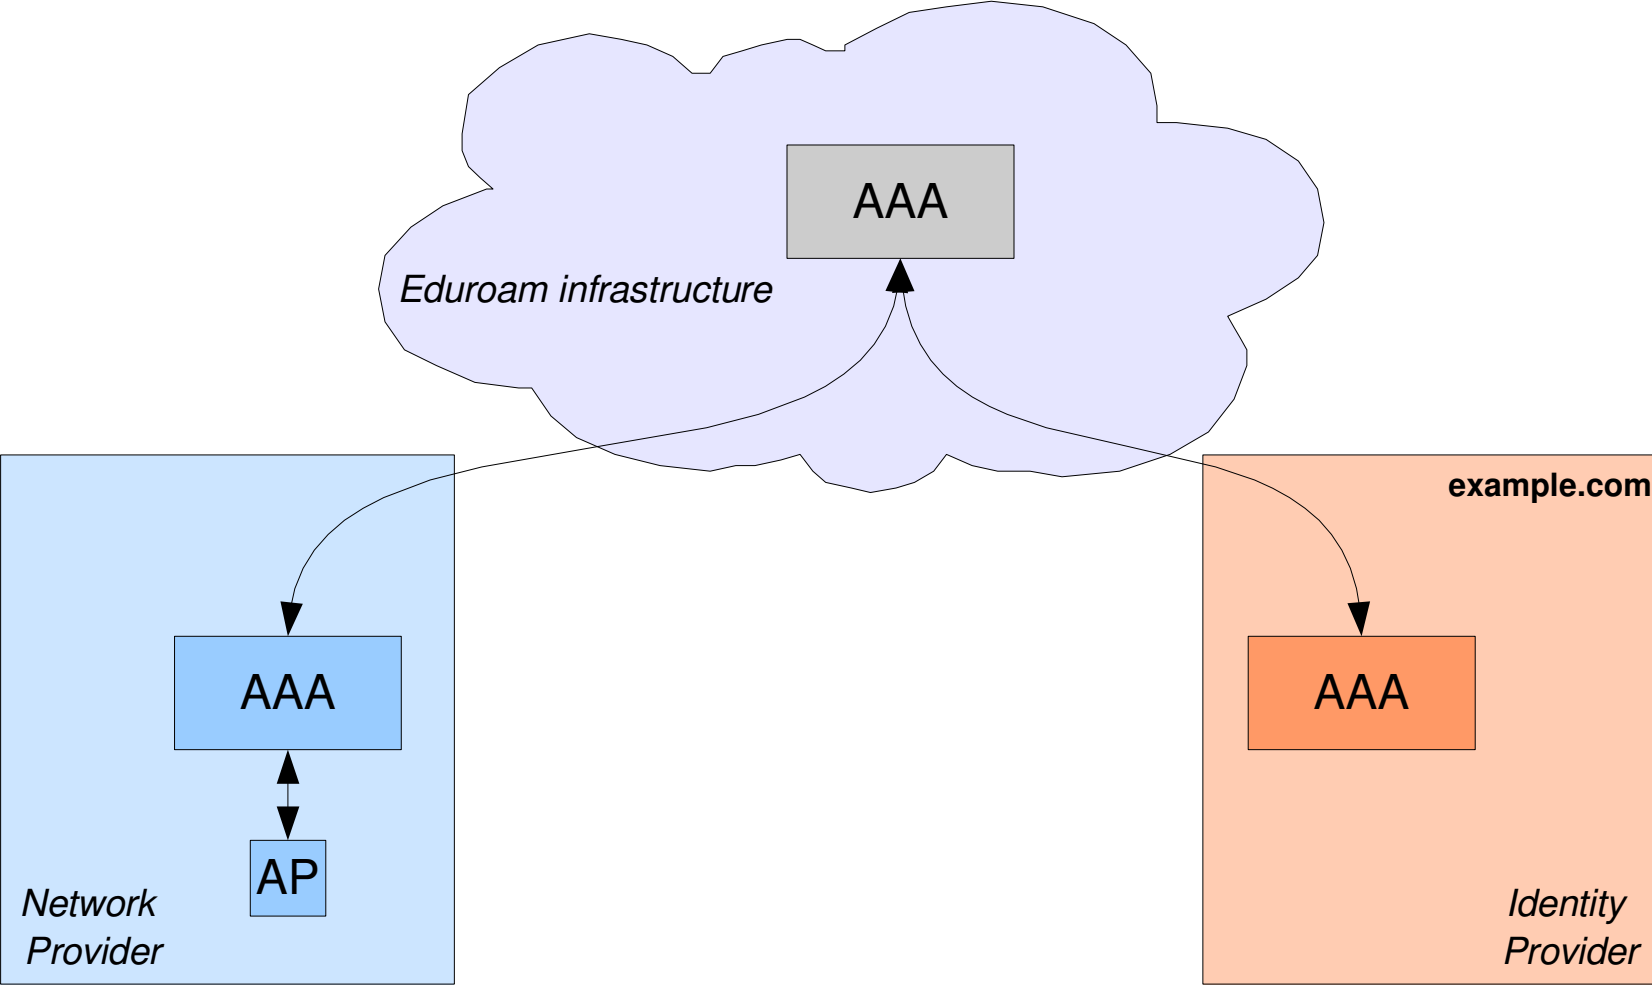 AAA
Eduroam infrastructure
example.com
AAA
AAA
AP
Network
Provider
Identity
Provider